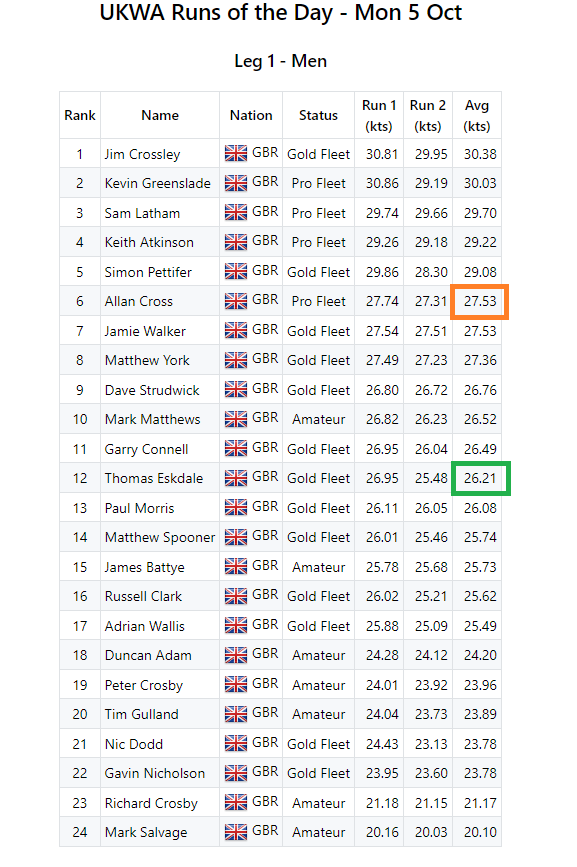 UKWA Runs of the Day - Mon 5 Oct
Leg 1 - Men
Rank Name Nation Status Run 1 (kts) Run 2 (kts) Avg (kts)
1 Jim Crossley GBR Gold Fleet 30.81 29.95 30.38
2 Kevin Greenslade GBR Pro Fleet 30.86 29.19 30.03
3 Sam Latham GBR Pro Fleet 29.74 29.66 29.70
4 Keith Atkinson GBR Pro Fleet 29.26 29.18 29.22
5 Simon Pettifer GBR Gold Fleet 29.86 28.30 29.08
6 Allan Cross GBR Pro Fleet 27.74 27.31 27.53
7 Jamie Walker GBR Gold Fleet 27.54 27.51 27.53
8 Matthew York GBR Gold Fleet 27.49 27.23 27.36
9 Dave Strudwick GBR Gold Fleet 26.80 26.72 26.76
10 Mark Matthews GBR Amateur 26.82 26.23 26.52
11 Garry Connell GBR Gold Fleet 26.95 26.04 26.49
12 Thomas Eskdale GBR Gold Fleet 26.95 25.48 26.21
13 Paul Morris GBR Gold Fleet 26.11 26.05 26.08
14 Matthew Spooner GBR Gold Fleet 26.01 25.46 25.74
15 James Battye GBR Amateur 25.78 25.68 25.73
16 Russell Clark GBR Gold Fleet 26.02 25.21 25.62
17 Adrian Wallis GBR Gold Fleet 25.88 25.09 25.49
18 Duncan Adam GBR Amateur 24.28 24.12 24.20
19 Peter Crosby GBR Amateur 24.01 23.92 23.96
20 Tim Gulland GBR Amateur 24.04 23.73 23.89
21 Nic Dodd GBR Gold Fleet 24.43 23.13 23.78
22 Gavin Nicholson GBR Gold Fleet 23.95 23.60 23.78
23 Richard Crosby GBR Amateur 21.18 21.15 21.17
24 Mark Salvage GBR Amateur 20.16 20.03 20.10